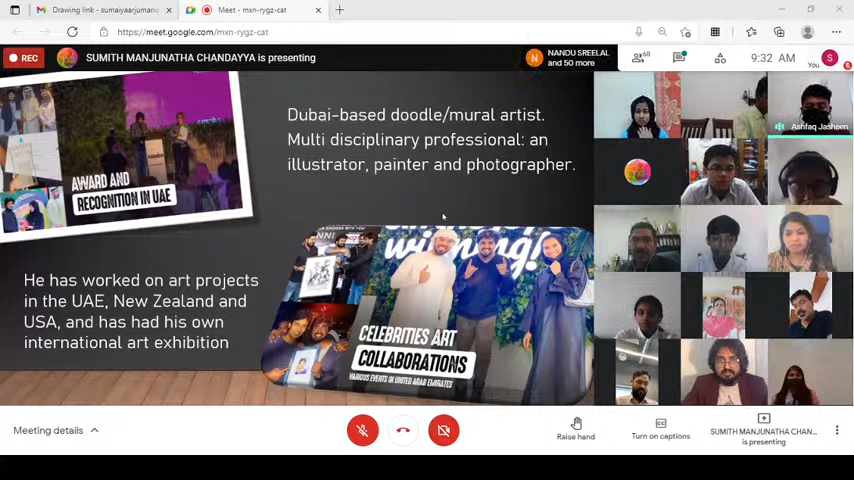 Drawing link - sumaiyaarjumand
Meet - mxn-rygz-cat
https://meet.google.com/mxn-rygz-cat
REC
SUMITH MANJUNATHA CHANDAYYA is presenting
N
NANDU SREELAL
and 50 more
68
9:32 AM
You
S
AWARD AND
RECOGNITION IN UAE
Dubai-based doodle/mural artist.
Multi disciplinary professional: an
illustrator, painter and photographer.
He has worked on art projects
in the UAE, New Zealand and
USA, and has had his own
international art exhibition
winning!
CELEBRITIES ART
COLLABORATIONS
VARIOUS EVENTS IN UNITED ARAB EMIRATES
Ashfaq Jasheen
Meeting details
Raise hand
Turn on captions
SUMITH MANJUNATHA CHAN...
is presenting